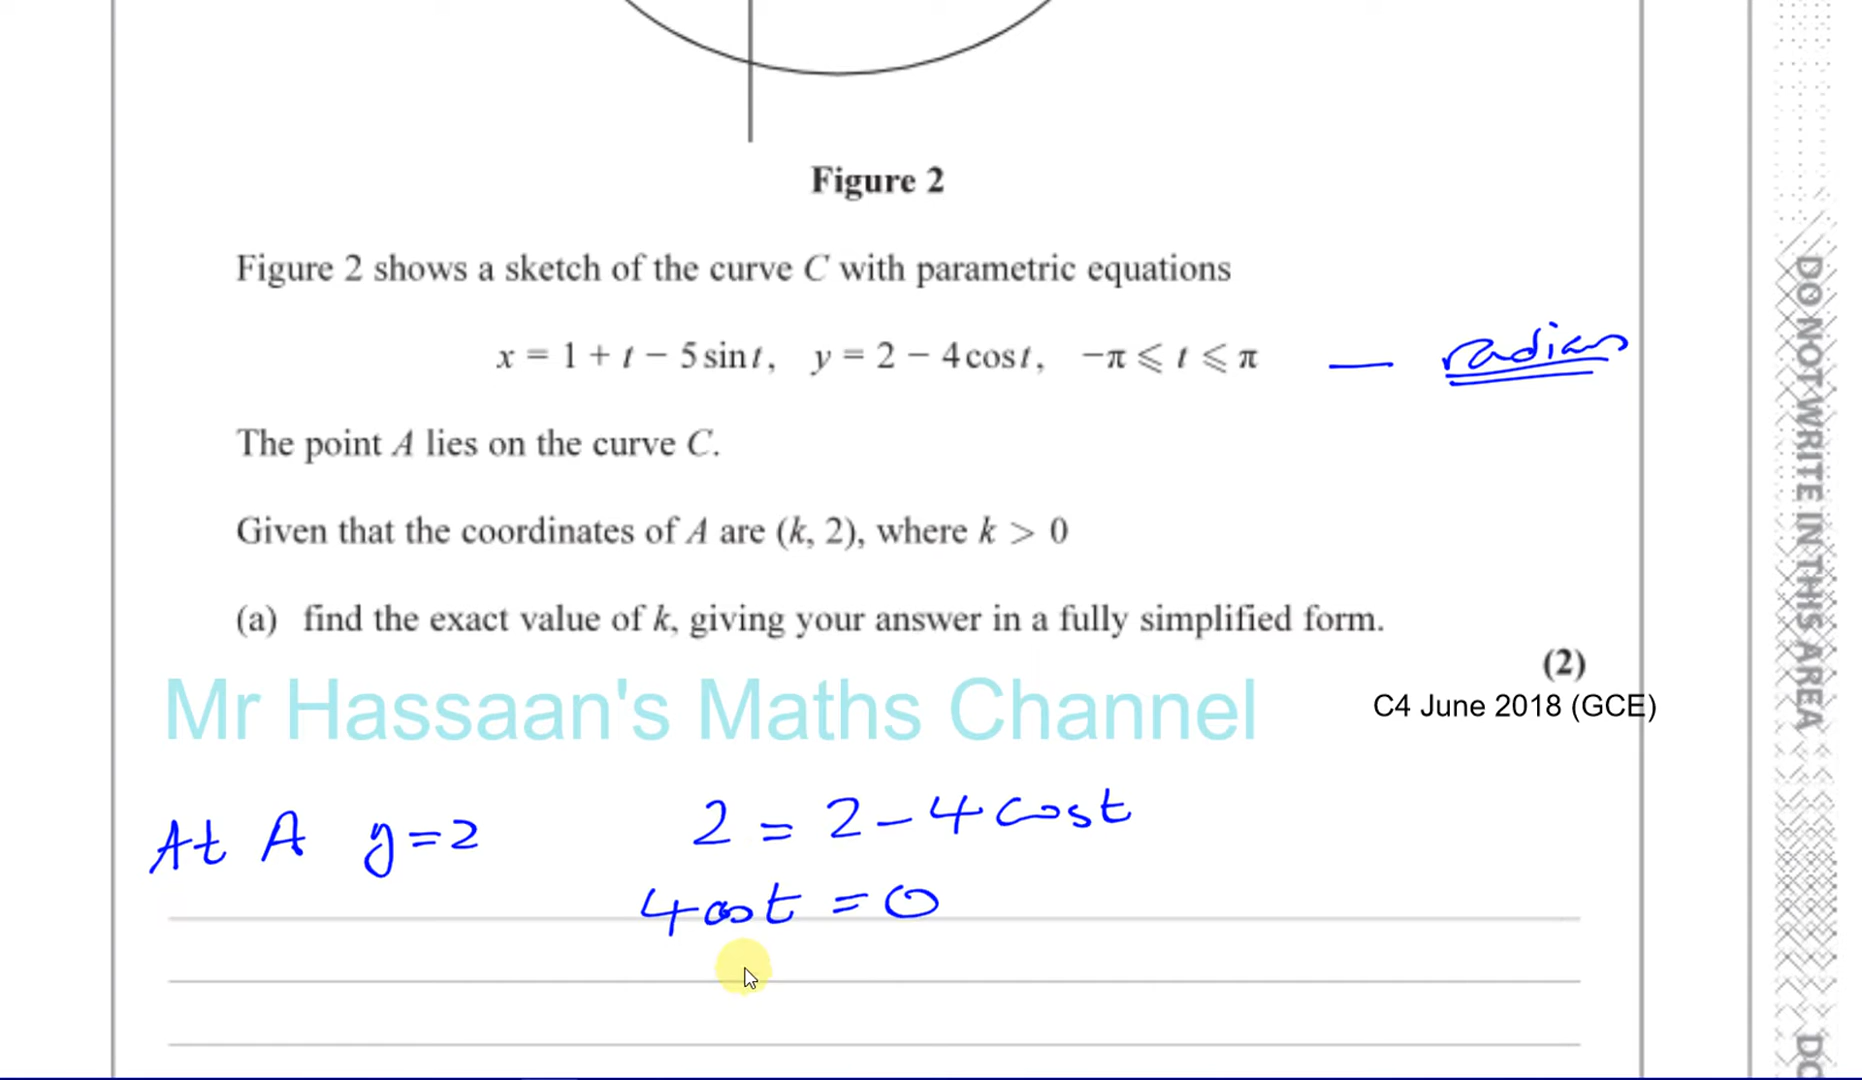 Figure 2
Figure 2 shows a sketch of the curve C with parametric equations
x = 1 + t − 5 sin t, y = 2 − 4 cos t, −π ⩽ t ⩽ π — radians
The point A lies on the curve C.
Given that the coordinates of A are (k, 2), where k > 0
(a) find the exact value of k, giving your answer in a fully simplified form.
(2)
Mr Hassaan's Maths Channel
C4 June 2018 (GCE)
At A y=2 2 = 2 − 4 cos t
4 cos t = 0
DO NOT WRITE IN THIS AREA
DO